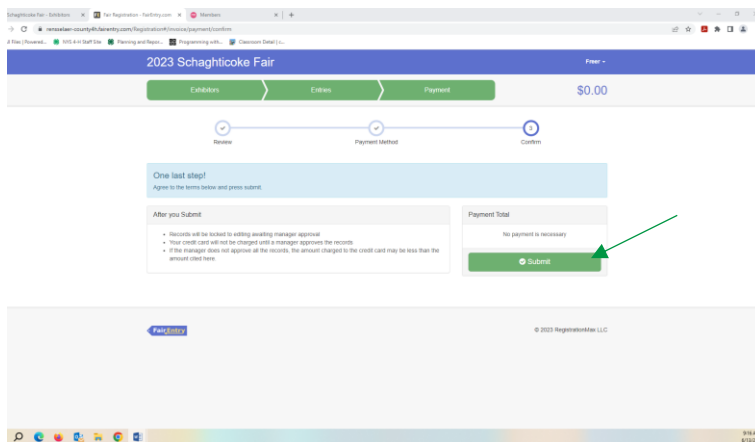 Schaghticoke Fair - Exhibitors
Fair Registration - FairEntry.com
Members
rensselaer-county4h.fairentry.com/Registration#/Invoice/payment/confirm
NYS 4-H Staff Site
Planning and Repor...
Programming with...
Classroom Detail |
2023 Schaghticoke Fair
Freer
Exhibitors
Entries
Payment
$0.00
3
Review
Payment Method
Confirm
One last step!
Agree to the terms below and press submit.
After you Submit
Payment Total
• Records will be locked to editing awaiting manager approval
• Your credit card will not be charged until a manager approves the records
• If the manager does not approve all the records, the amount charged to the credit card may be less than the
amount cited here
No payment is necessary
Submit
FairEntry
© 2023 RegistrationMax LLC